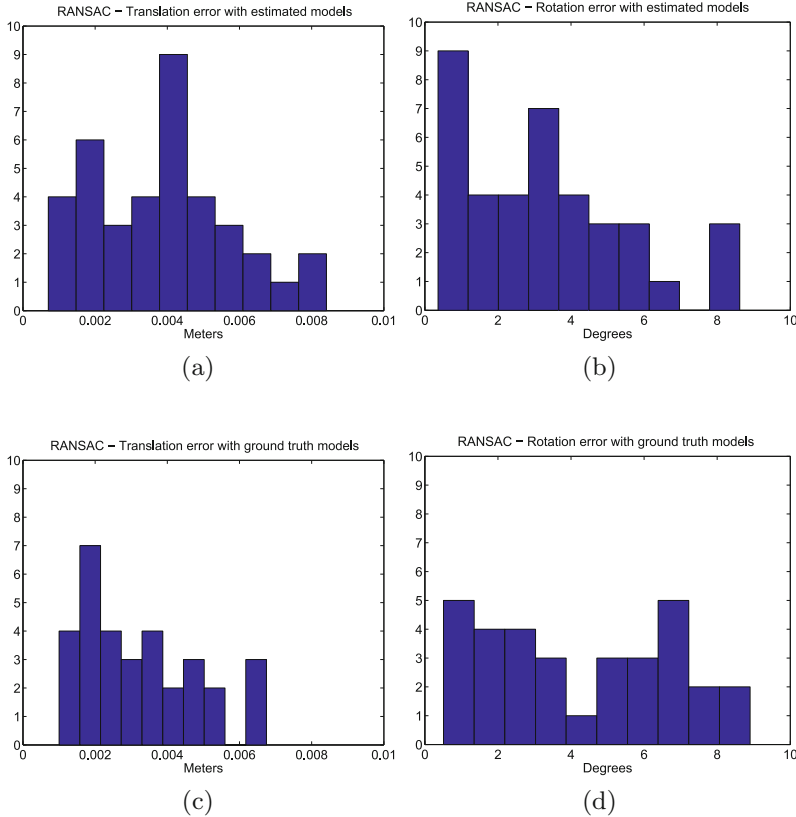 RANSAC – Translation error with estimated models
10
9
8
7
6
5
4
3
2
1
0
0 0.002 0.004 0.006 0.008 0.01
Meters
(a)
RANSAC – Rotation error with estimated models
10
9
8
7
6
5
4
3
2
1
0
0 2 4 6 8 10
Degrees
(b)
RANSAC – Translation error with ground truth models
10
9
8
7
6
5
4
3
2
1
0
0 0.002 0.004 0.006 0.008 0.01
Meters
(c)
RANSAC – Rotation error with ground truth models
10
9
8
7
6
5
4
3
2
1
0
0 2 4 6 8 10
Degrees
(d)